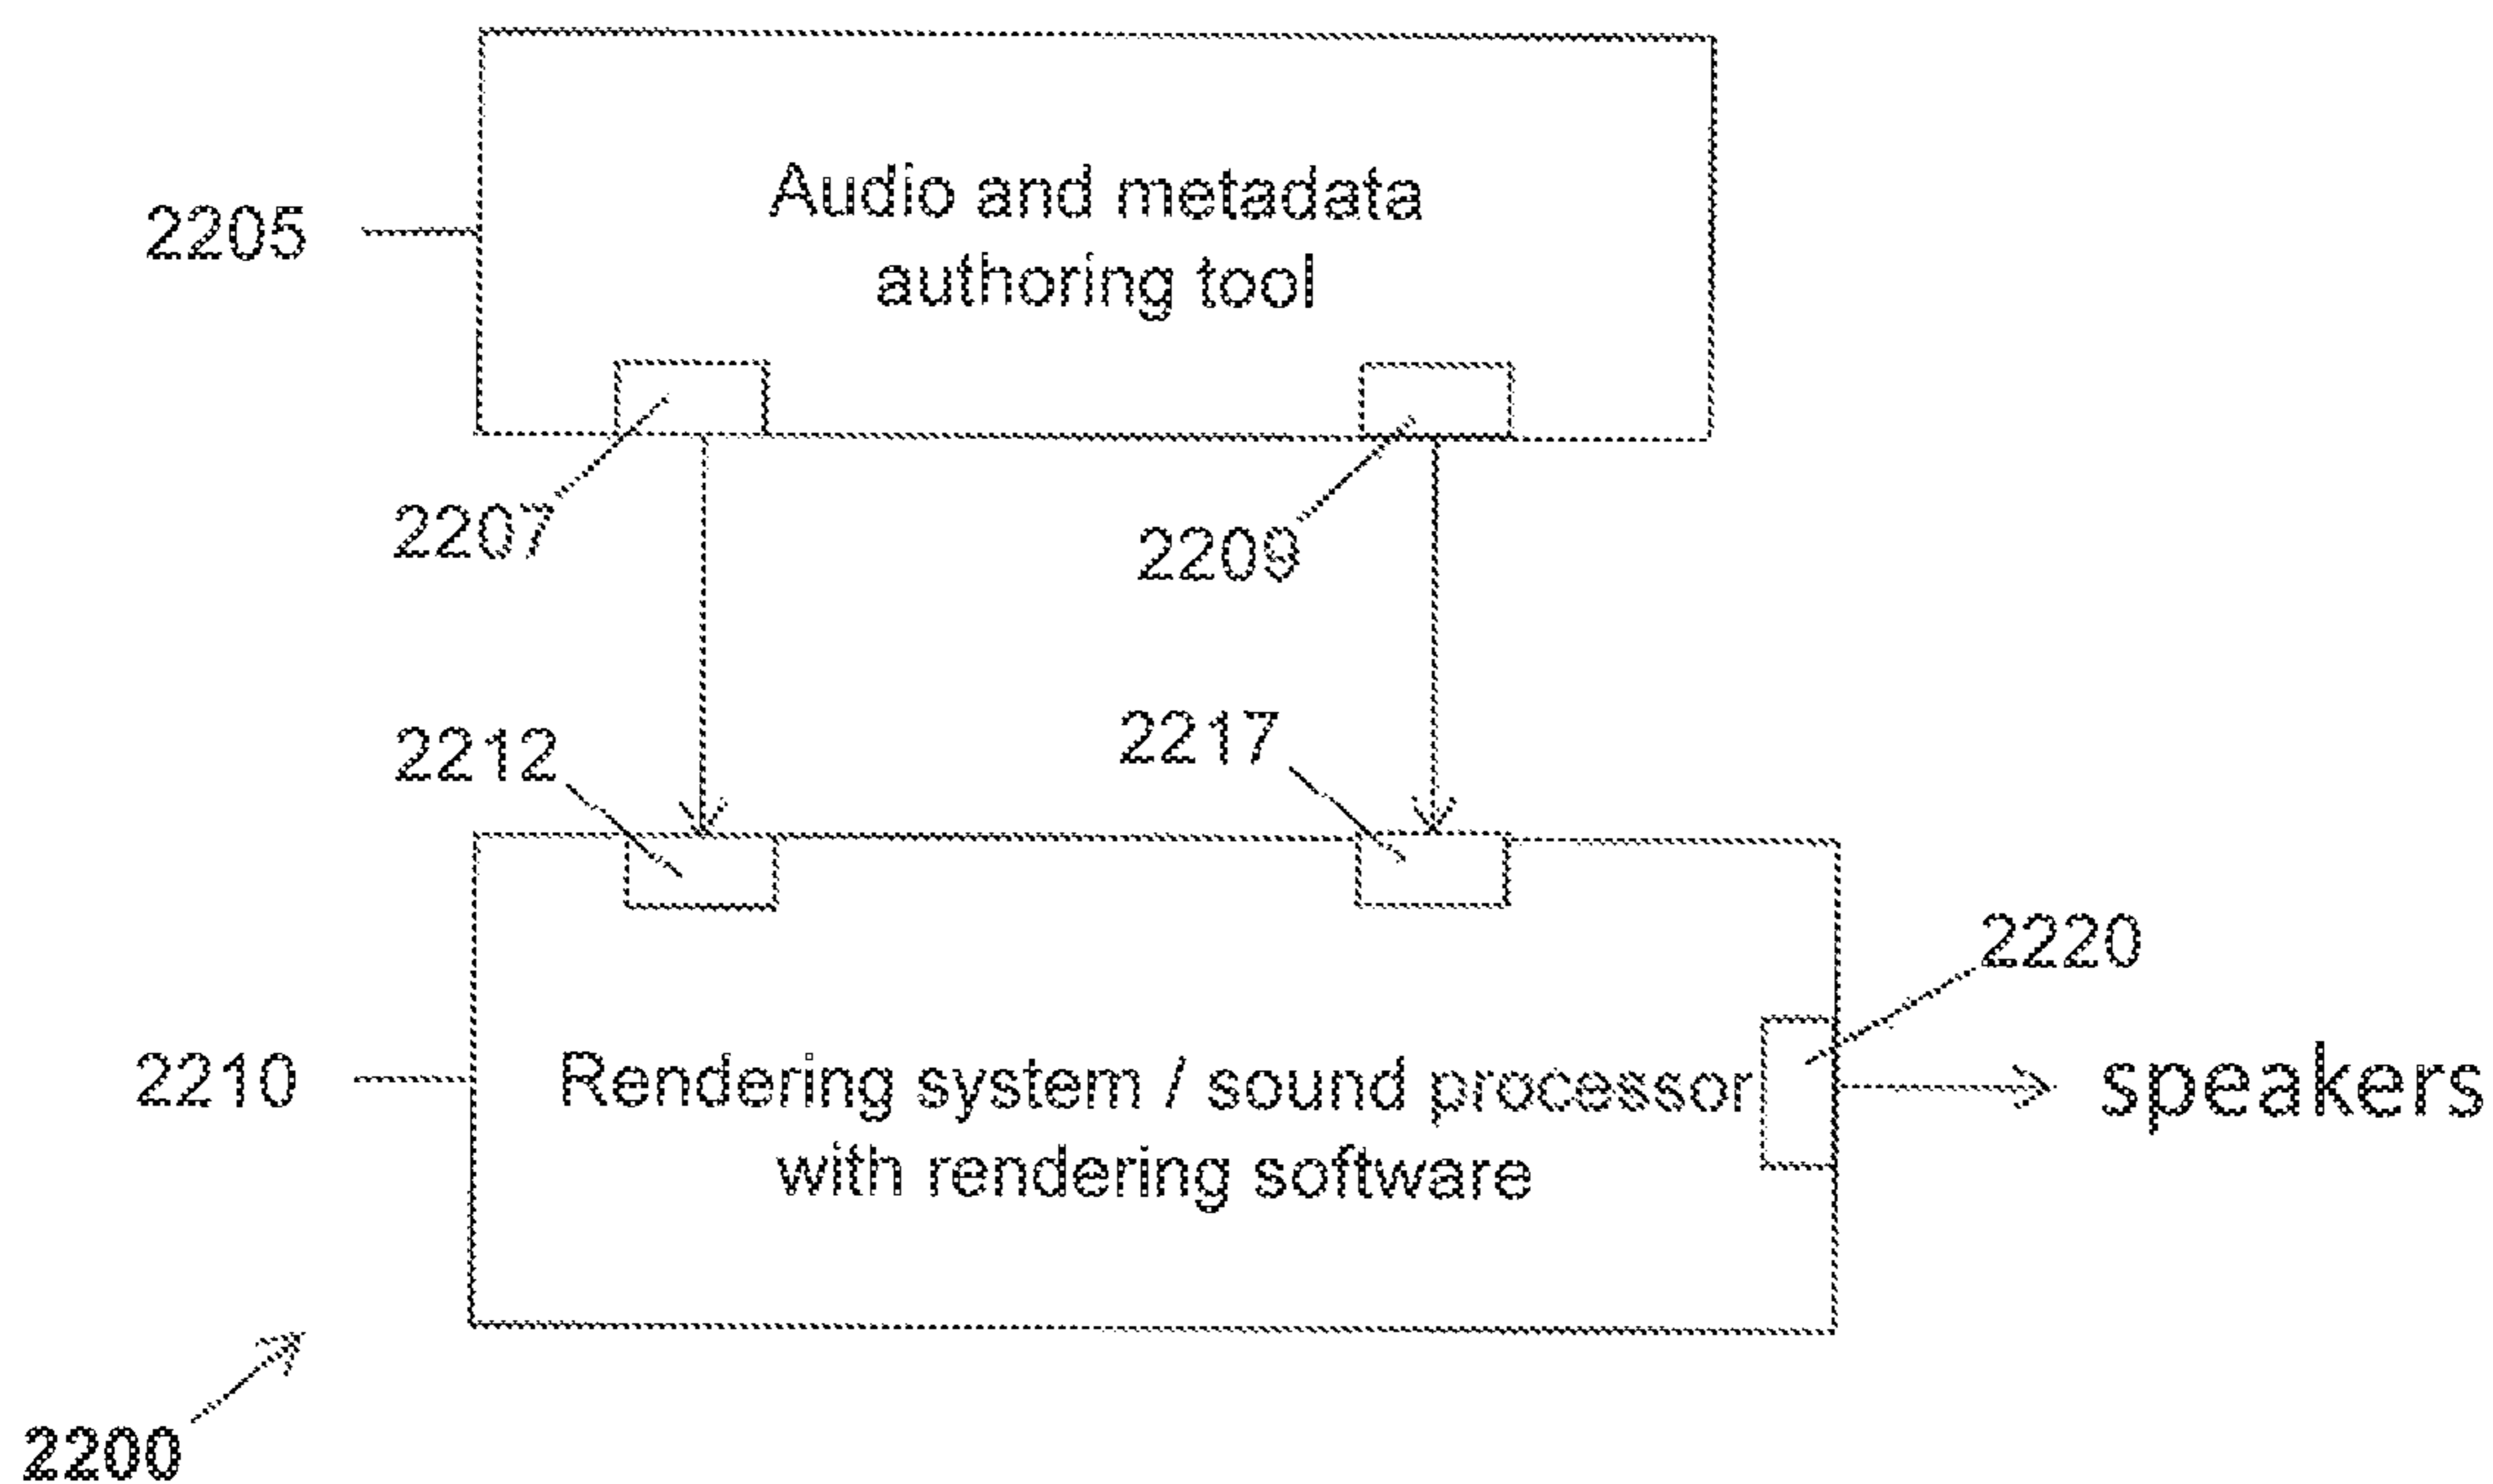 Audio and metadata
authoring tool
2205
2207
2209
2212
2217
2220
2210
Rendering system / sound processor
with rendering software
speakers
2200